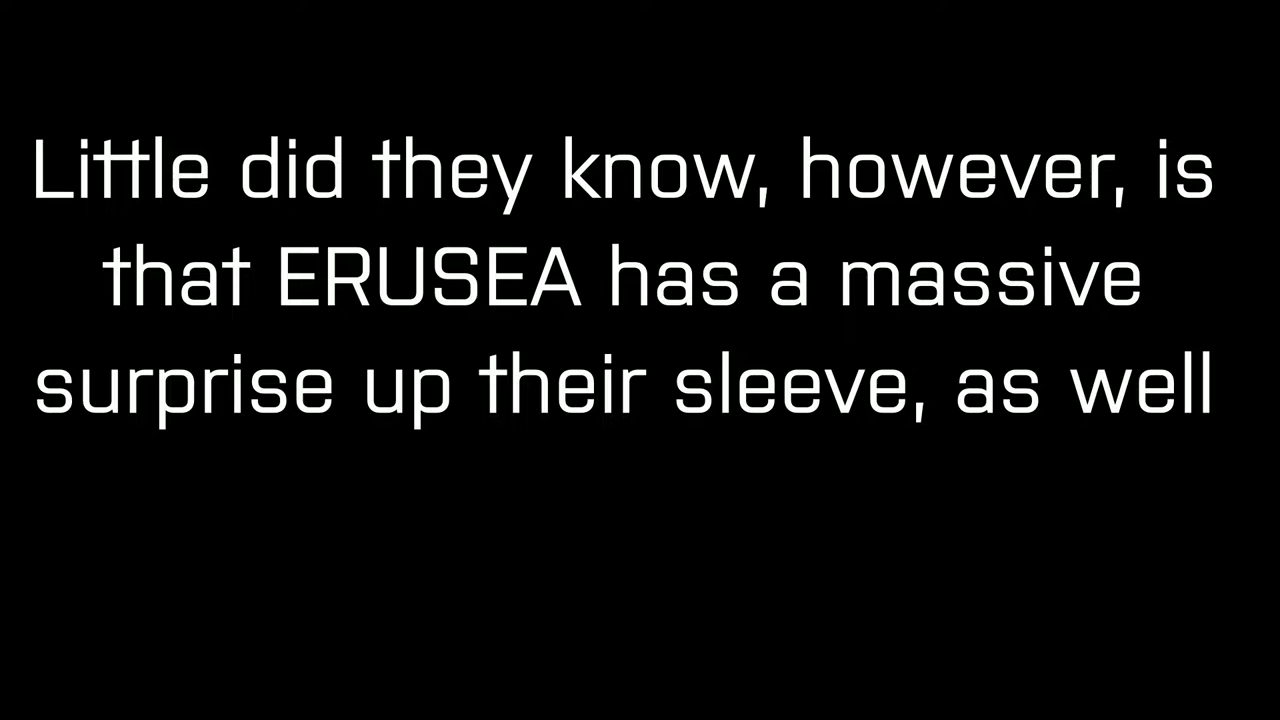 Little did they know, however, is
that ERUSEA has a massive
surprise up their sleeve, as well